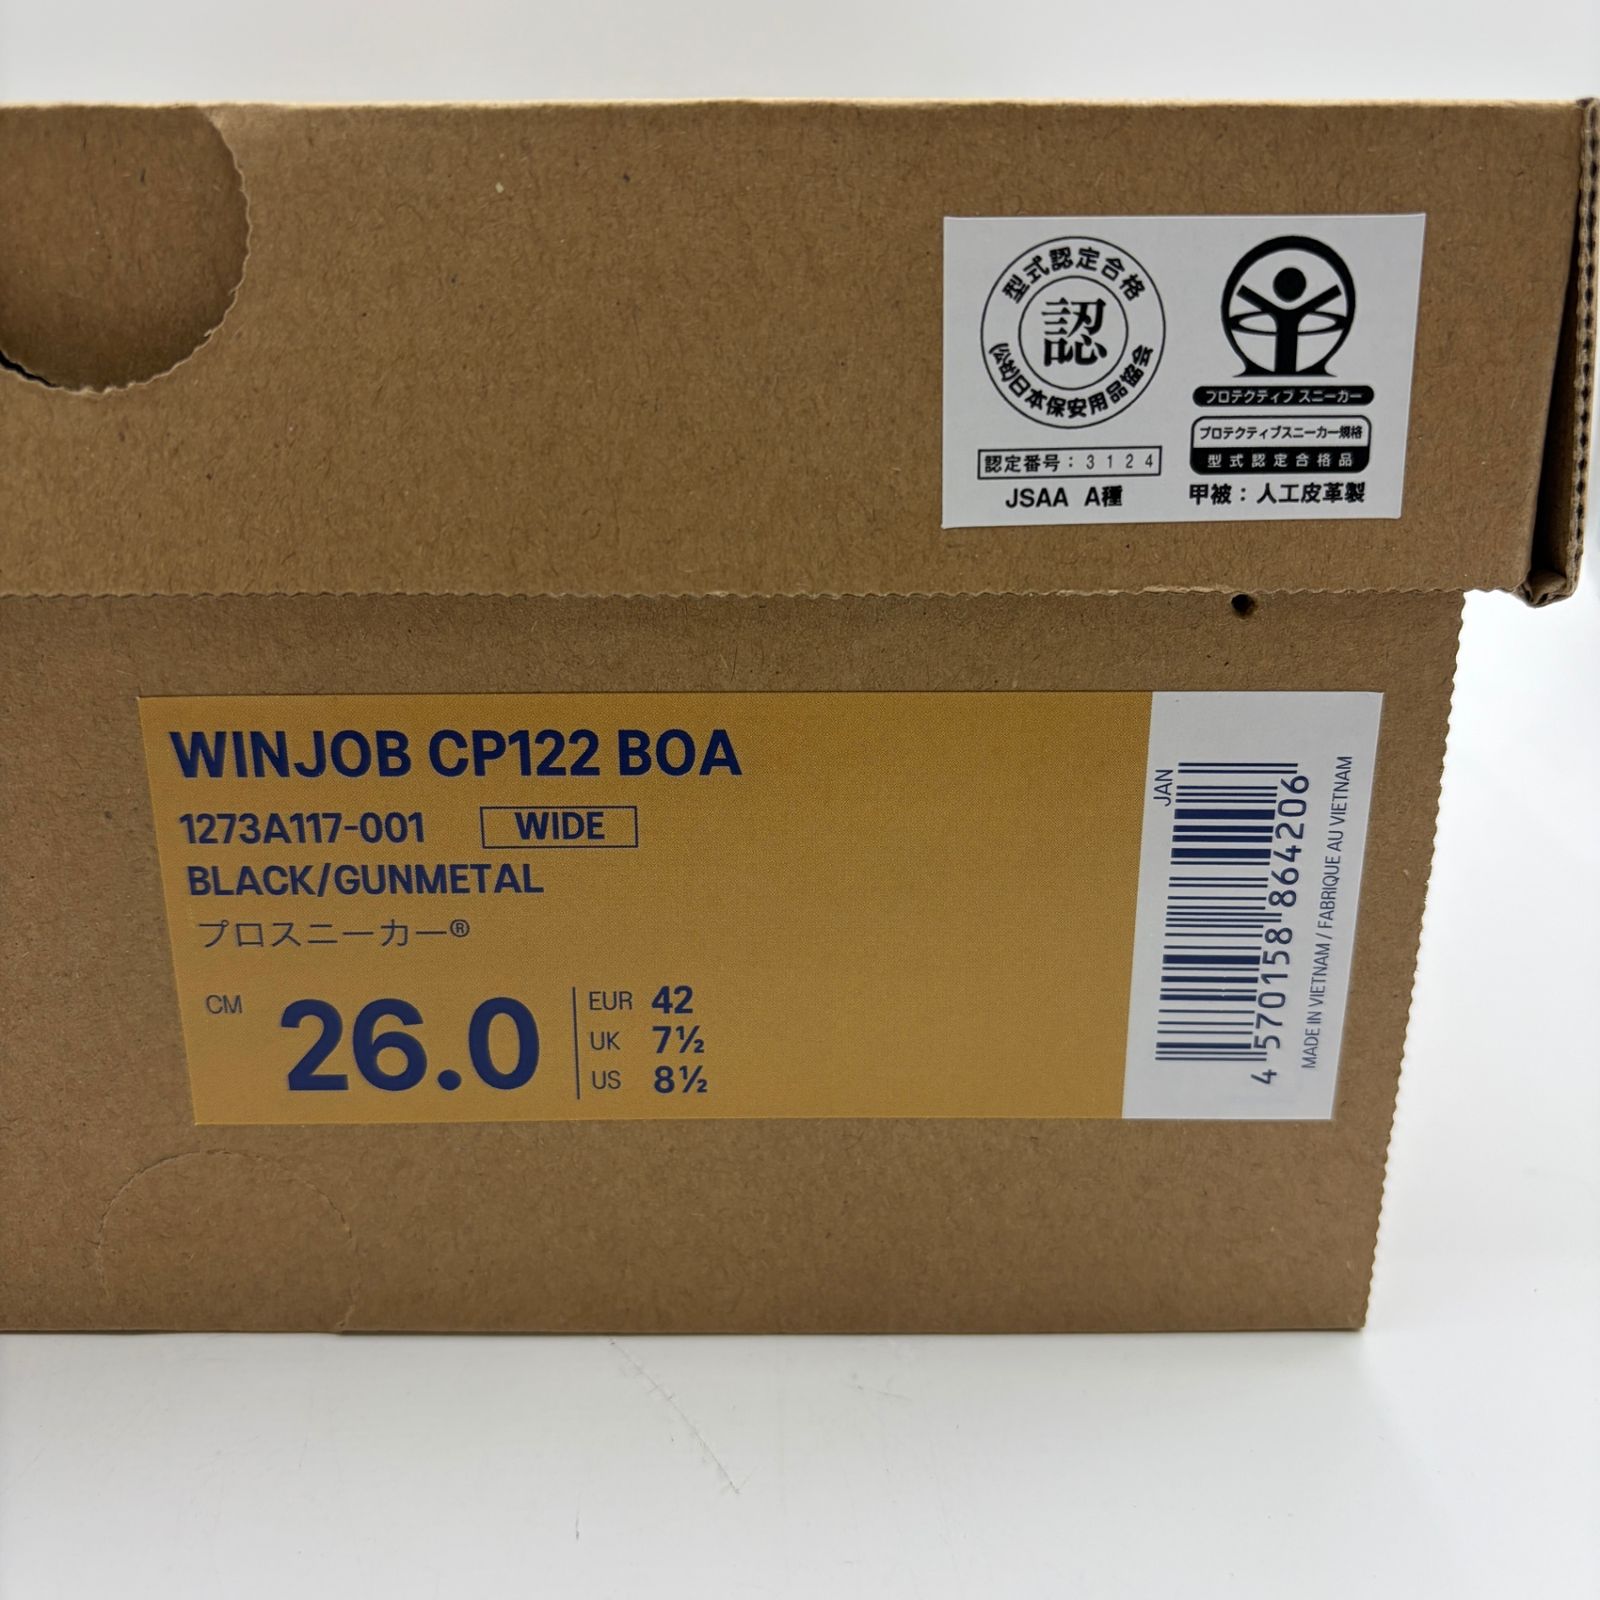 型式認定合格
認
(公社)日本保安用品協会
認定番号：3124
JSAA A種
プロテクティブ スニーカー
プロテクティブスニーカー規格
型式認定合格品
甲被：人工皮革製
WINJOB CP122 BOA
1273A117-001 WIDE
BLACK/GUNMETAL
プロスニーカー®
CM 26.0
EUR 42
UK 7½
US 8½
JAN
4 570158 864206
MADE IN VIETNAM / FABRIQUE AU VIETNAM